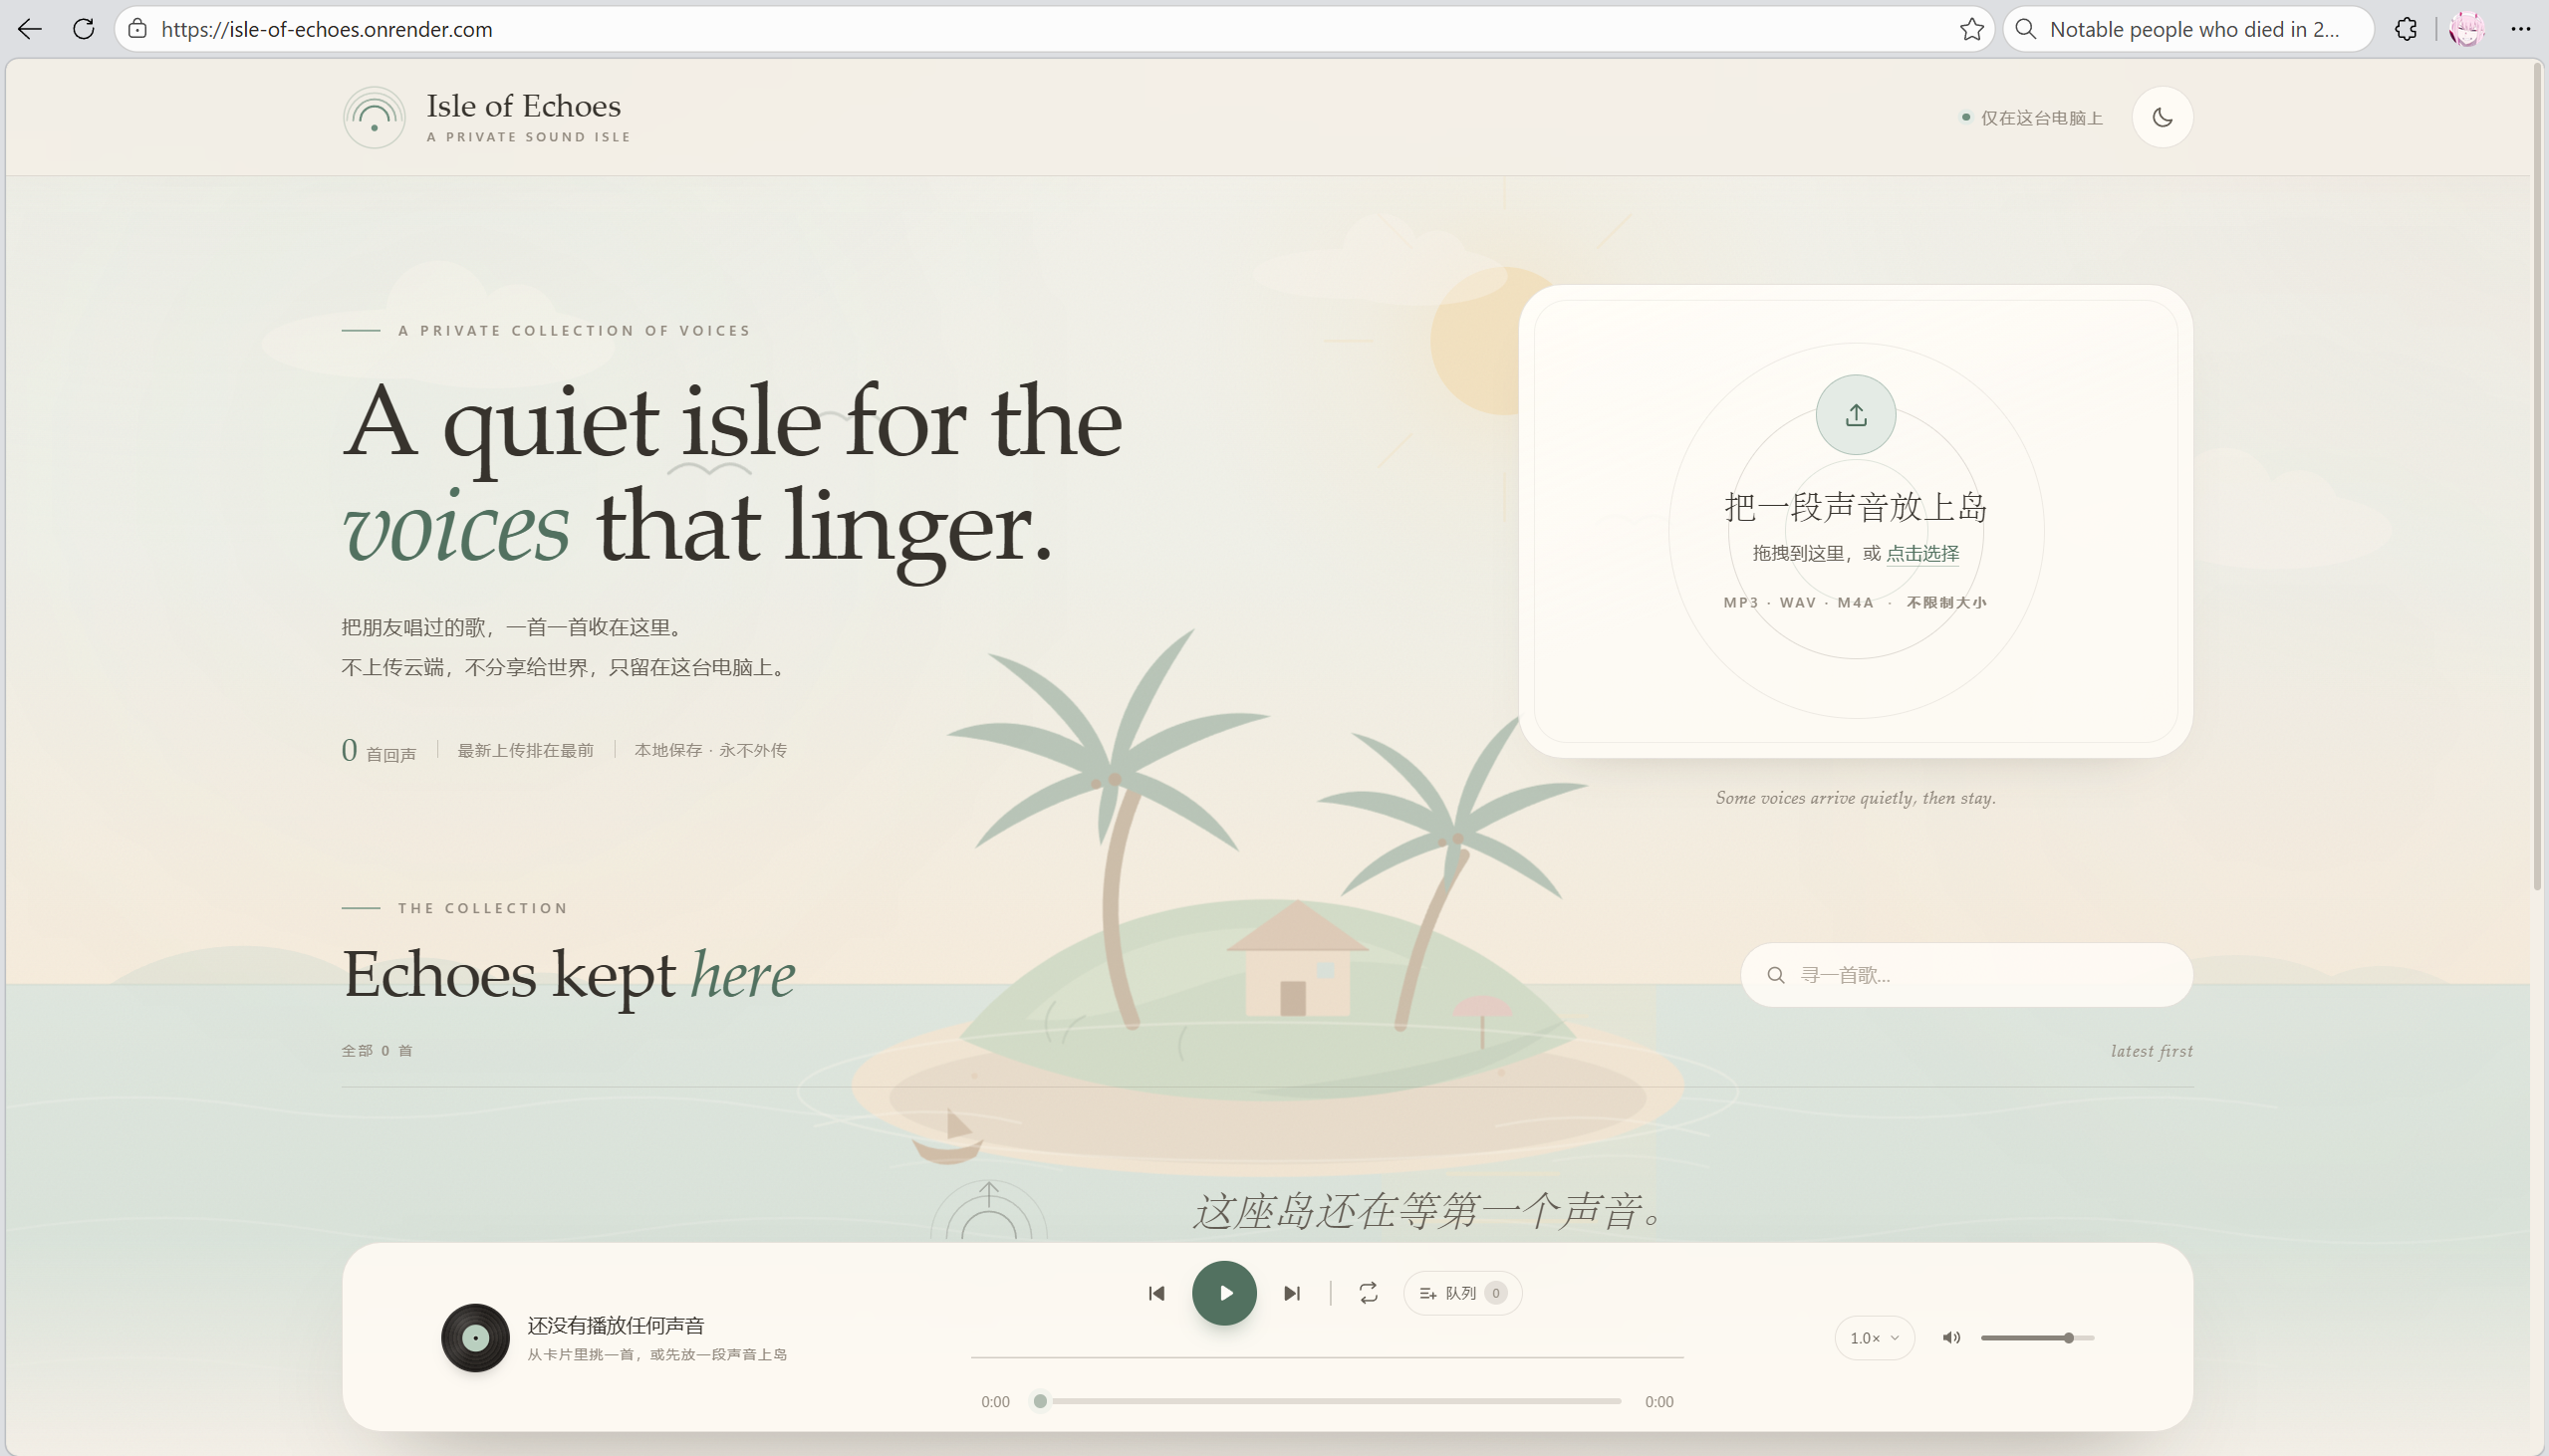 https://isle-of-echoes.onrender.com
Notable people who died in 2...
Isle of Echoes
A PRIVATE SOUND ISLE
仅在这台电脑上
A PRIVATE COLLECTION OF VOICES
A quiet isle for the
voices that linger.
把朋友唱过的歌，一首一首收在这里。
不上传云端，不分享给世界，只留在这台电脑上。
0 首回声
最新上传排在最前
本地保存 · 永不外传
把一段声音放上岛
拖拽到这里，或 点击选择
MP3 · WAV · M4A · 不限制大小
Some voices arrive quietly, then stay.
THE COLLECTION
Echoes kept here
寻一首歌...
全部 0 首
latest first
这座岛还在等第一个声音。
还没有播放任何声音
从卡片里挑一首，或先放一段声音上岛
队列 0
0:00
0:00
1.0×